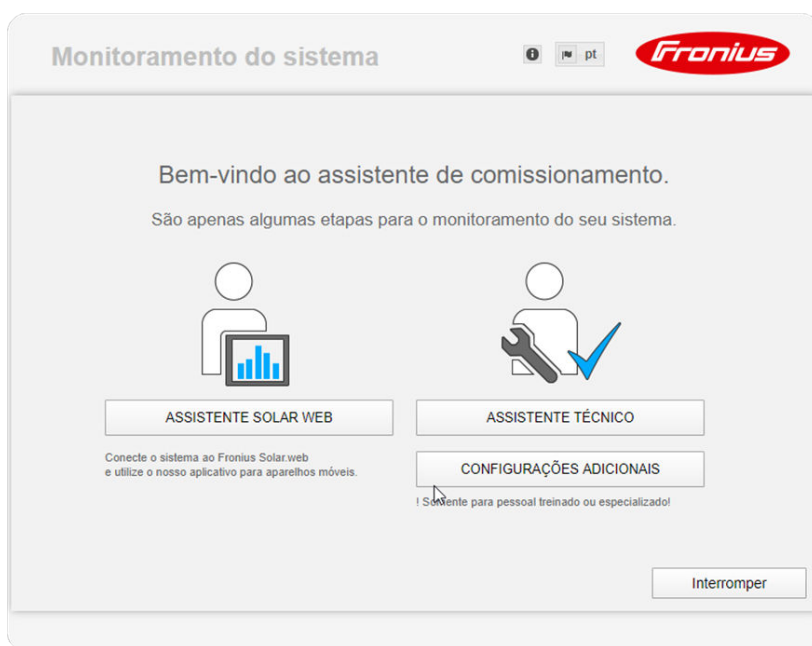 Monitoramento do sistema
pt
Fronius
Bem-vindo ao assistente de comissionamento.
São apenas algumas etapas para o monitoramento do seu sistema.
ASSISTENTE SOLAR WEB
ASSISTENTE TÉCNICO
Conecte o sistema ao Fronius Solar.web
e utilize o nosso aplicativo para aparelhos móveis.
CONFIGURAÇÕES ADICIONAIS
! Somente para pessoal treinado ou especializado!
Interromper